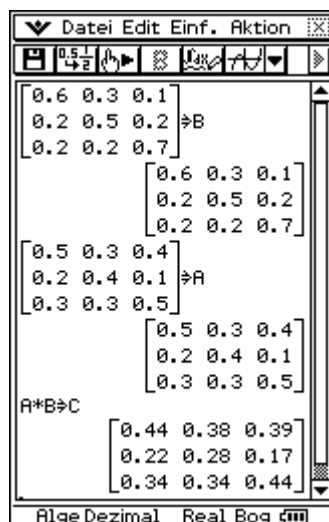 Datei Edit Einf. Aktion
0.6 0.3 0.1
0.2 0.5 0.2 ⇒B
0.2 0.2 0.7
0.6 0.3 0.1
0.2 0.5 0.2
0.2 0.2 0.7
0.5 0.3 0.4
0.2 0.4 0.1 ⇒A
0.3 0.3 0.5
0.5 0.3 0.4
0.2 0.4 0.1
0.3 0.3 0.5
A*B⇒C
0.44 0.38 0.39
0.22 0.28 0.17
0.34 0.34 0.44
Alge Dezimal Real Bog